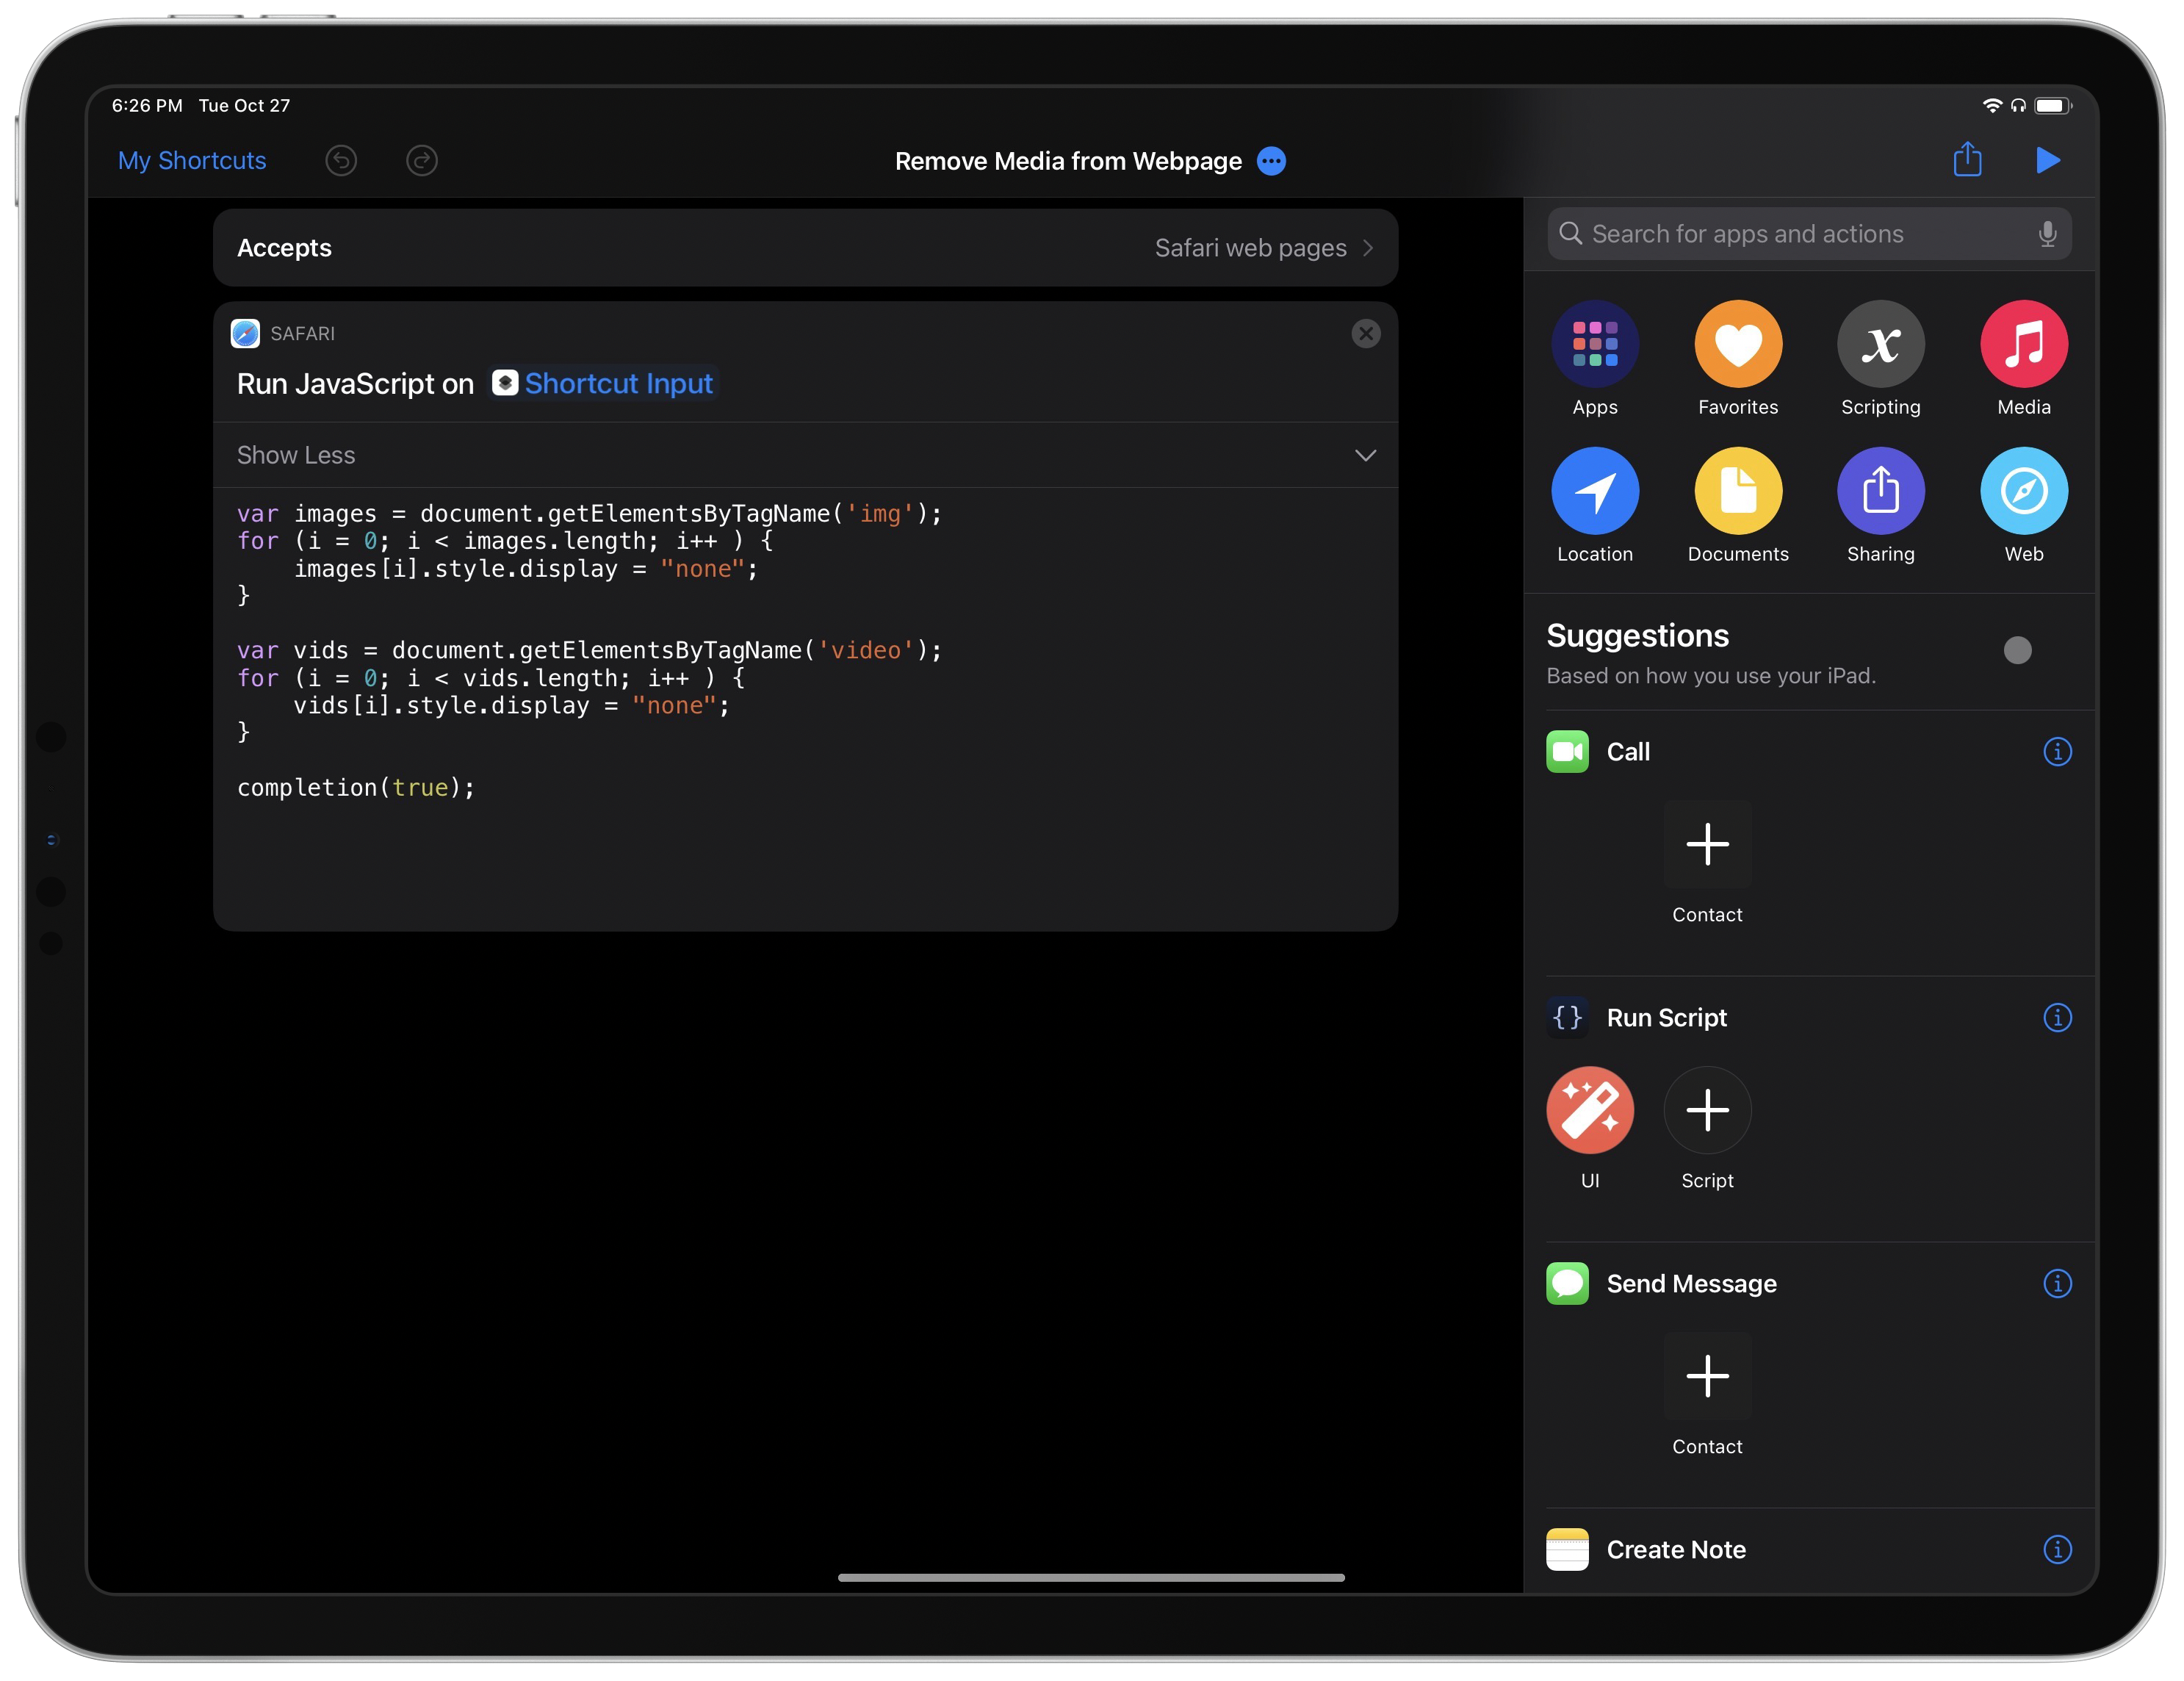 6:26 PM Tue Oct 27
My Shortcuts
Remove Media from Webpage
Accepts
Safari web pages
SAFARI
Run JavaScript on Shortcut Input
Show Less
var images = document.getElementsByTagName('img');
for (i = 0; i < images.length; i++ ) {
    images[i].style.display = "none";
}
var vids = document.getElementsByTagName('video');
for (i = 0; i < vids.length; i++ ) {
    vids[i].style.display = "none";
}
completion(true);
Search for apps and actions
Apps
Favorites
Scripting
Media
Location
Documents
Sharing
Web
Suggestions
Based on how you use your iPad.
Call
Contact
Run Script
UI
Script
Send Message
Contact
Create Note